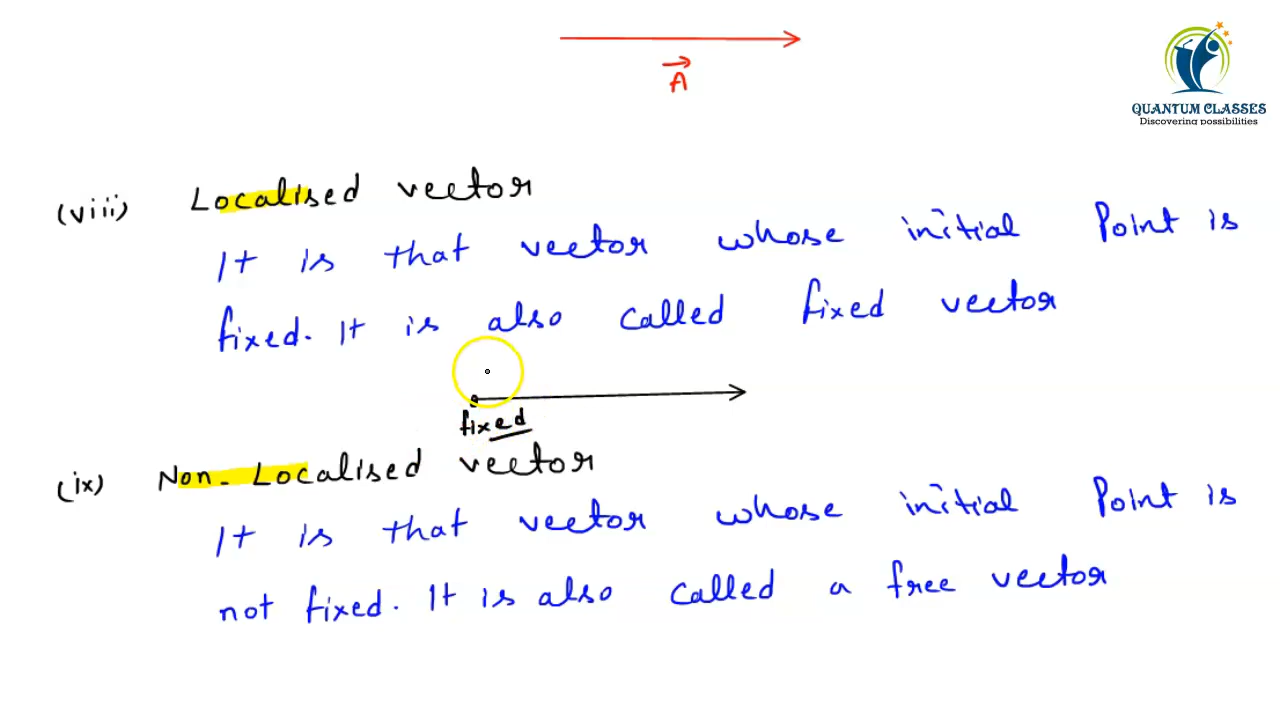 A
QUANTUM CLASSES
Discovering possibilities
(viii) Localised vector
It is that vector whose initial Point is
fixed. It is also called fixed vector
fixed
(ix) Non-Localised vector
It is that vector whose initial Point is
not fixed. It is also called a free vector